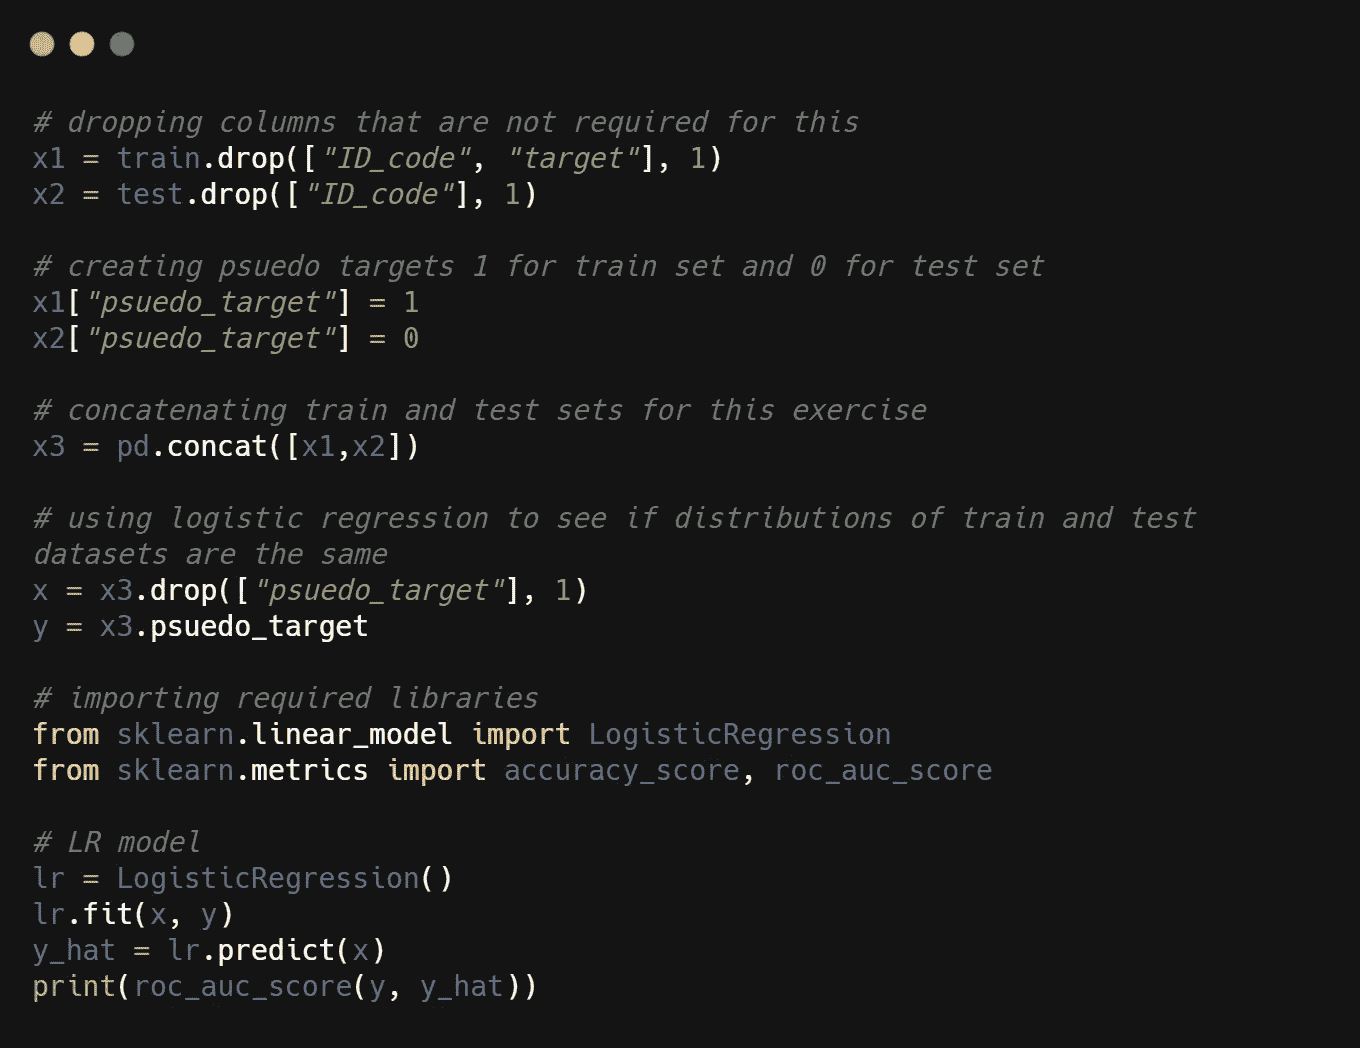 # dropping columns that are not required for this
x1 = train.drop(["ID_code", "target"], 1)
x2 = test.drop(["ID_code"], 1)
# creating psuedo targets 1 for train set and 0 for test set
x1["psuedo_target"] = 1
x2["psuedo_target"] = 0
# concatenating train and test sets for this exercise
x3 = pd.concat([x1,x2])
# using logistic regression to see if distributions of train and test
datasets are the same
x = x3.drop(["psuedo_target"], 1)
y = x3.psuedo_target
# importing required libraries
from sklearn.linear_model import LogisticRegression
from sklearn.metrics import accuracy_score, roc_auc_score
# LR model
lr = LogisticRegression()
lr.fit(x, y)
y_hat = lr.predict(x)
print(roc_auc_score(y, y_hat))